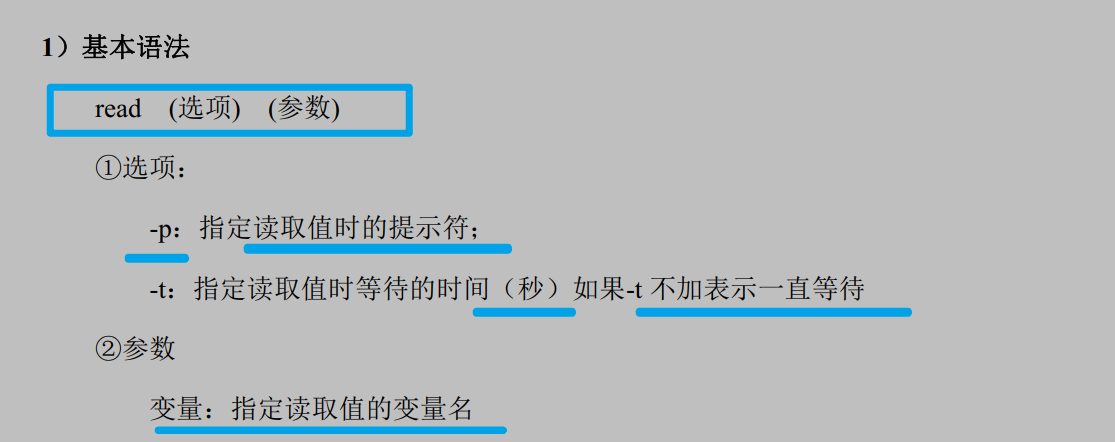 1）基本语法
read (选项) (参数)
①选项：
-p：指定读取值时的提示符；
-t：指定读取值时等待的时间（秒）如果-t 不加表示一直等待
②参数
变量：指定读取值的变量名